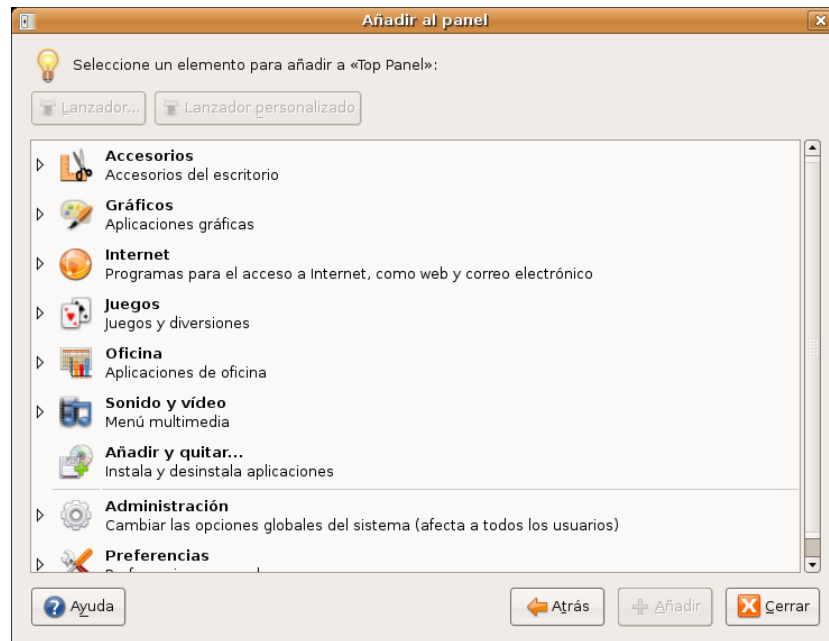 Añadir al panel
Seleccione un elemento para añadir a «Top Panel»:
Lanzador... Lanzador personalizado
Accesorios
Accesorios del escritorio
Gráficos
Aplicaciones gráficas
Internet
Programas para el acceso a Internet, como web y correo electrónico
Juegos
Juegos y diversiones
Oficina
Aplicaciones de oficina
Sonido y vídeo
Menú multimedia
Añadir y quitar...
Instala y desinstala aplicaciones
Administración
Cambiar las opciones globales del sistema (afecta a todos los usuarios)
Preferencias
Ayuda Atrás Añadir Cerrar